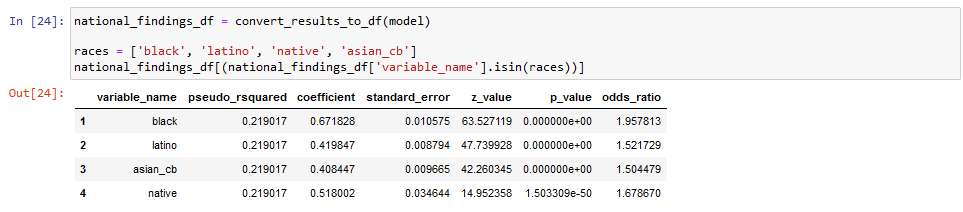 In [24]: national_findings_df = convert_results_to_df(model)
races = ['black', 'latino', 'native', 'asian_cb']
national_findings_df[(national_findings_df['variable_name'].isin(races))]
Out[24]:
variable_name pseudo_rsquared coefficient standard_error z_value p_value odds_ratio
1 black 0.219017 0.671828 0.010575 63.527119 0.000000e+00 1.957813
2 latino 0.219017 0.419847 0.008794 47.739928 0.000000e+00 1.521729
3 asian_cb 0.219017 0.408447 0.009665 42.260345 0.000000e+00 1.504479
4 native 0.219017 0.518002 0.034644 14.952358 1.503309e-50 1.678670